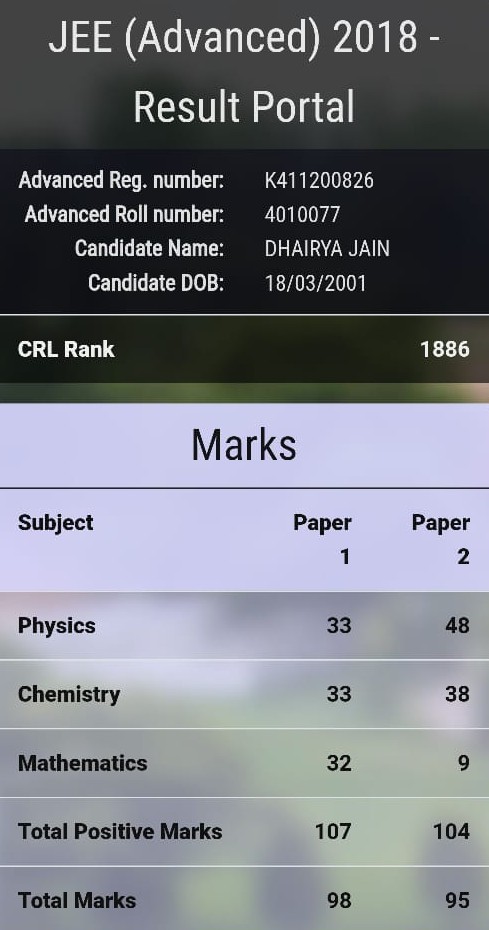 JEE (Advanced) 2018 -
Result Portal
Advanced Reg. number: K411200826
Advanced Roll number: 4010077
Candidate Name: DHAIRYA JAIN
Candidate DOB: 18/03/2001
CRL Rank 1886
Marks
Subject Paper 1 Paper 2
Physics 33 48
Chemistry 33 38
Mathematics 32 9
Total Positive Marks 107 104
Total Marks 98 95